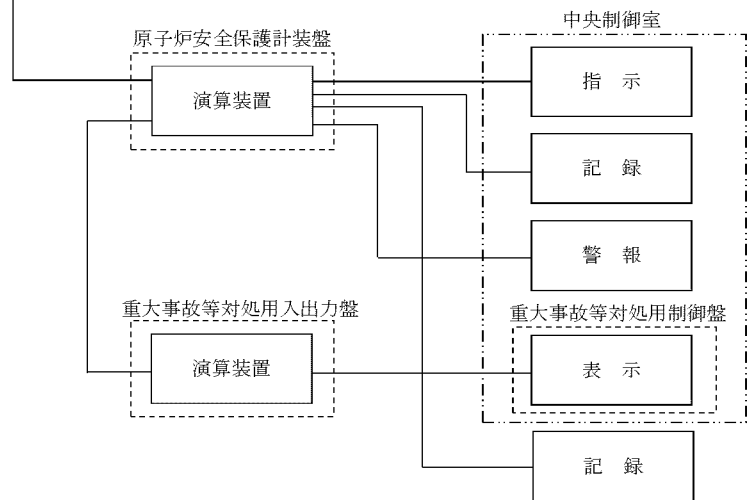 中央制御室
原子炉安全保護計装盤
指　示
演算装置
記　録
警　報
重大事故等対処用入出力盤
重大事故等対処用制御盤
演算装置
表　示
記　録